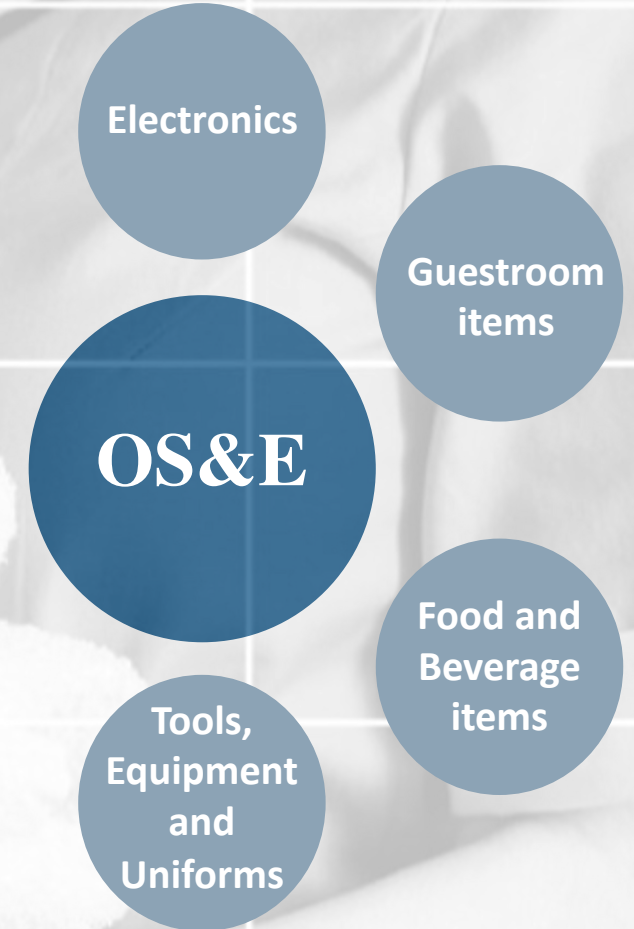 Electronics
Guestroom
items
OS&E
Food and
Beverage
items
Tools,
Equipment
and
Uniforms